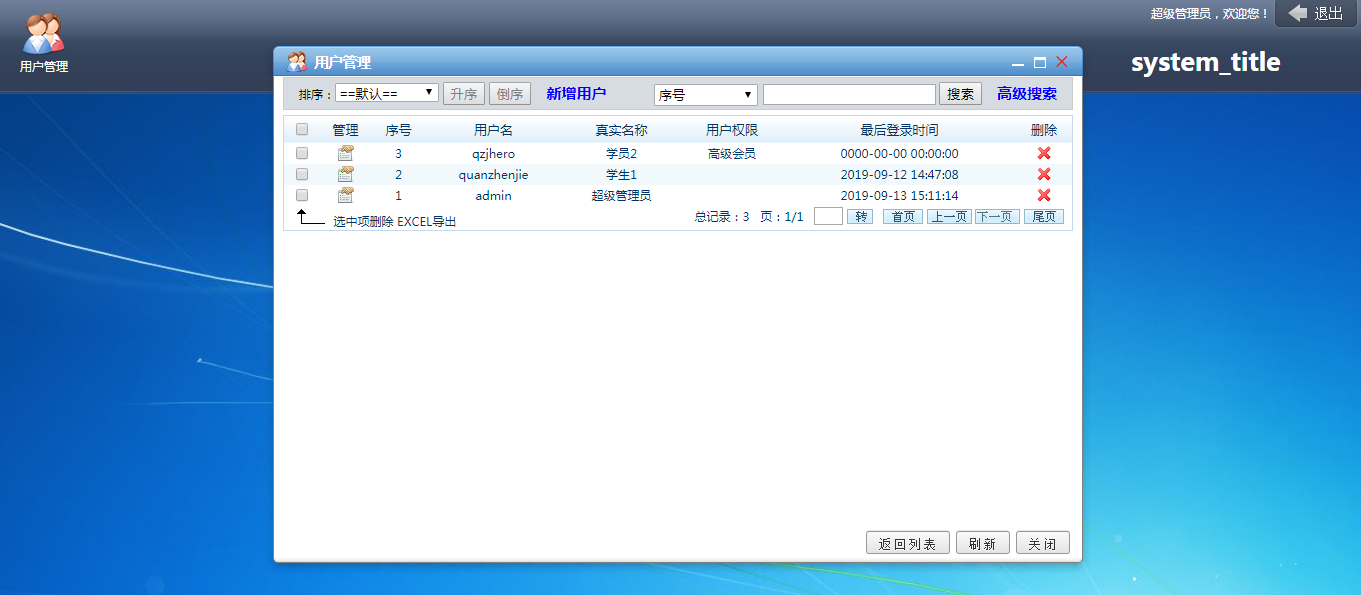 超级管理员，欢迎您！ 退出
用户管理
system_title
用户管理
排序： ==默认== 升序 倒序 新增用户 序号 搜索 高级搜索
管理 序号 用户名 真实名称 用户权限 最后登录时间 删除
3 qzjhero 学员2 高级会员 0000-00-00 00:00:00
2 quanzhenjie 学生1 2019-09-12 14:47:08
1 admin 超级管理员 2019-09-13 15:11:14
选中项删除 EXCEL导出 总记录：3 页：1/1 转 首页 上一页 下一页 尾页
返回列表 刷新 关闭